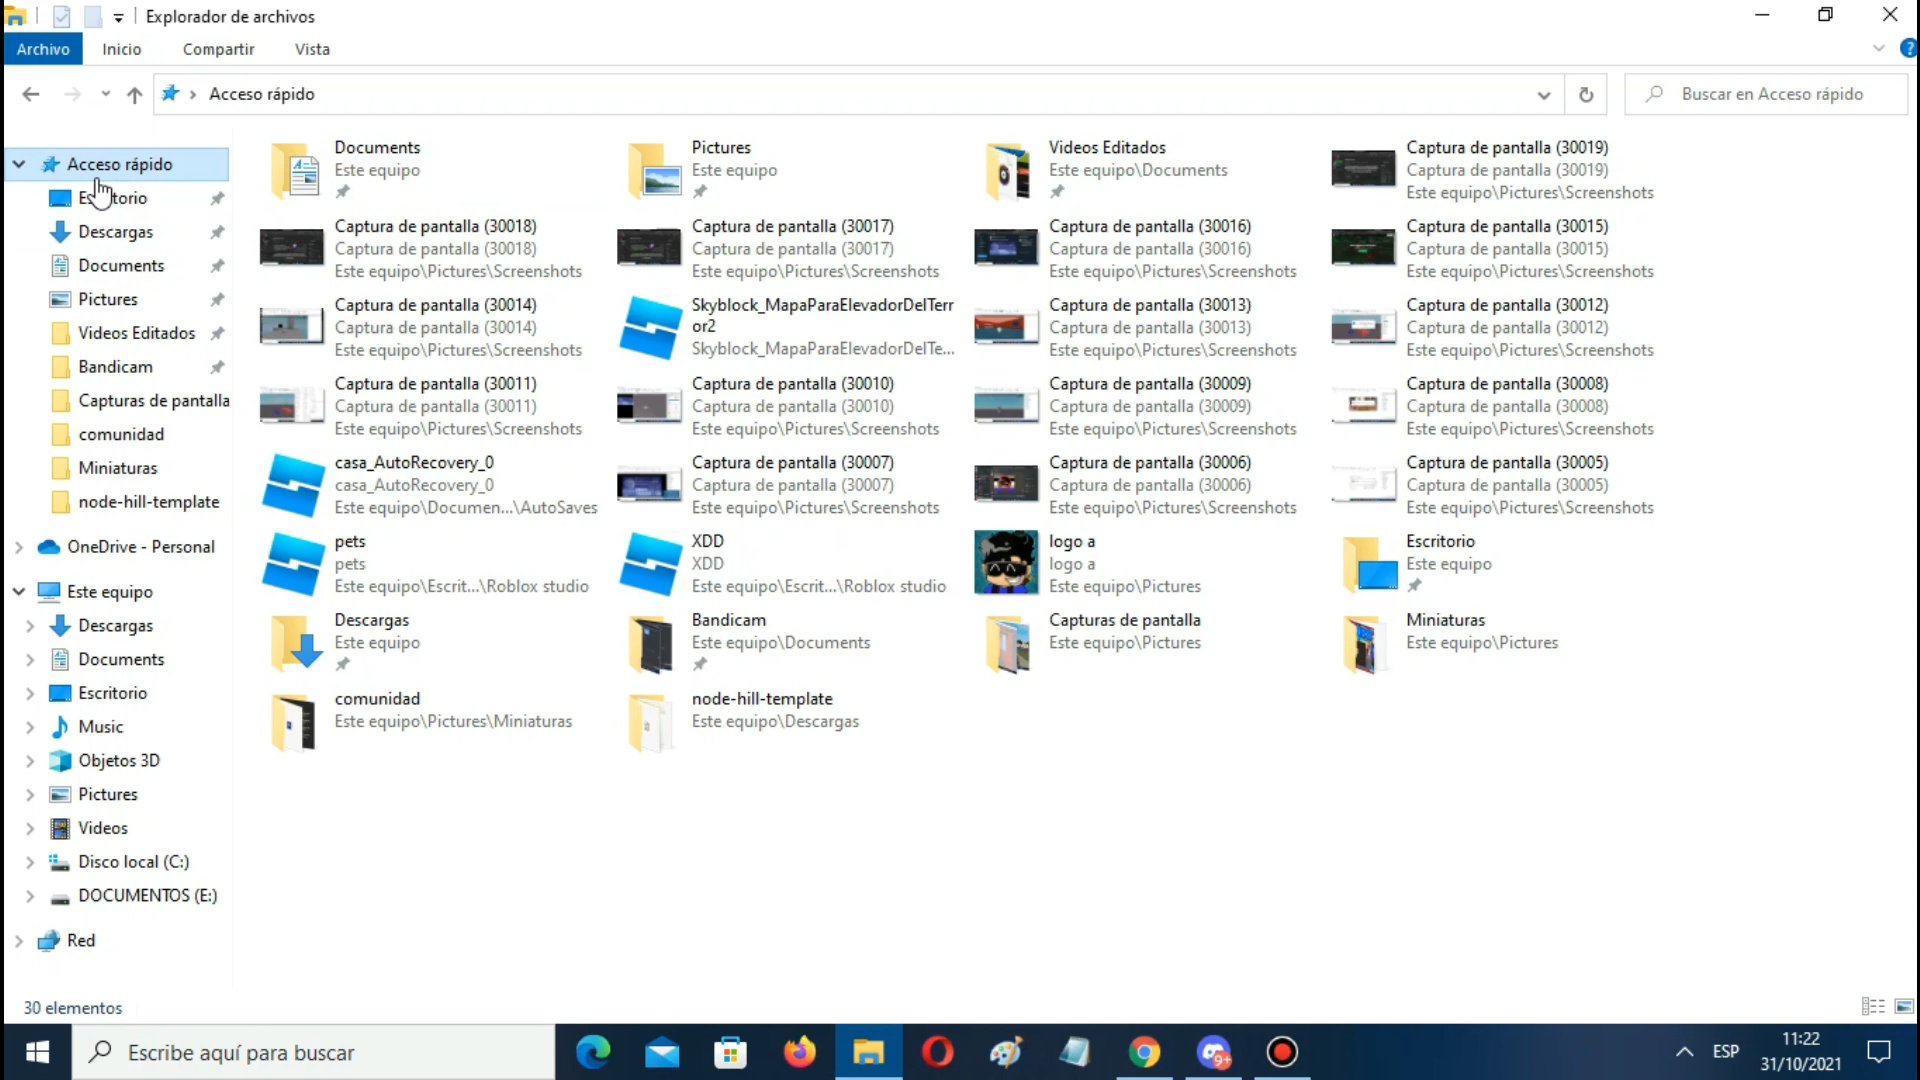 Explorador de archivos
Archivo
Inicio
Compartir
Vista
?
Acceso rápido
Buscar en Acceso rápido
Acceso rápido
Descargas
Documents
Pictures
Videos Editados
Bandicam
Capturas de pantalla
comunidad
Miniaturas
node-hill-template
OneDrive - Personal
Este equipo
Descargas
Documents
Escritorio
Music
Objetos 3D
Pictures
Videos
Disco local (C:)
DOCUMENTOS (E:)
Red
Documents
Este equipo
Pictures
Este equipo
Videos Editados
Este equipo\Documents
Captura de pantalla (30019)
Captura de pantalla (30019)
Este equipo\Pictures\Screenshots
Captura de pantalla (30018)
Captura de pantalla (30018)
Este equipo\Pictures\Screenshots
Captura de pantalla (30017)
Captura de pantalla (30017)
Este equipo\Pictures\Screenshots
Captura de pantalla (30016)
Captura de pantalla (30016)
Este equipo\Pictures\Screenshots
Captura de pantalla (30015)
Captura de pantalla (30015)
Este equipo\Pictures\Screenshots
Captura de pantalla (30014)
Captura de pantalla (30014)
Este equipo\Pictures\Screenshots
Skyblock_MapaParaElevadorDelTerr
or2
Skyblock_MapaParaElevadorDelTe...
Captura de pantalla (30013)
Captura de pantalla (30013)
Este equipo\Pictures\Screenshots
Captura de pantalla (30012)
Captura de pantalla (30012)
Este equipo\Pictures\Screenshots
Captura de pantalla (30011)
Captura de pantalla (30011)
Este equipo\Pictures\Screenshots
Captura de pantalla (30010)
Captura de pantalla (30010)
Este equipo\Pictures\Screenshots
Captura de pantalla (30009)
Captura de pantalla (30009)
Este equipo\Pictures\Screenshots
Captura de pantalla (30008)
Captura de pantalla (30008)
Este equipo\Pictures\Screenshots
casa_AutoRecovery_0
casa_AutoRecovery_0
Este equipo\Documen...\AutoSaves
Captura de pantalla (30007)
Captura de pantalla (30007)
Este equipo\Pictures\Screenshots
Captura de pantalla (30006)
Captura de pantalla (30006)
Este equipo\Pictures\Screenshots
Captura de pantalla (30005)
Captura de pantalla (30005)
Este equipo\Pictures\Screenshots
pets
pets
Este equipo\Escrit...\Roblox studio
XDD
XDD
Este equipo\Escrit...\Roblox studio
logo a
logo a
Este equipo\Pictures
Escritorio
Este equipo
Descargas
Este equipo
Bandicam
Este equipo\Documents
Capturas de pantalla
Este equipo\Pictures
Miniaturas
Este equipo\Pictures
comunidad
Este equipo\Pictures\Miniaturas
node-hill-template
Este equipo\Descargas
30 elementos
Escribe aquí para buscar
9+
ESP
11:22
31/10/2021